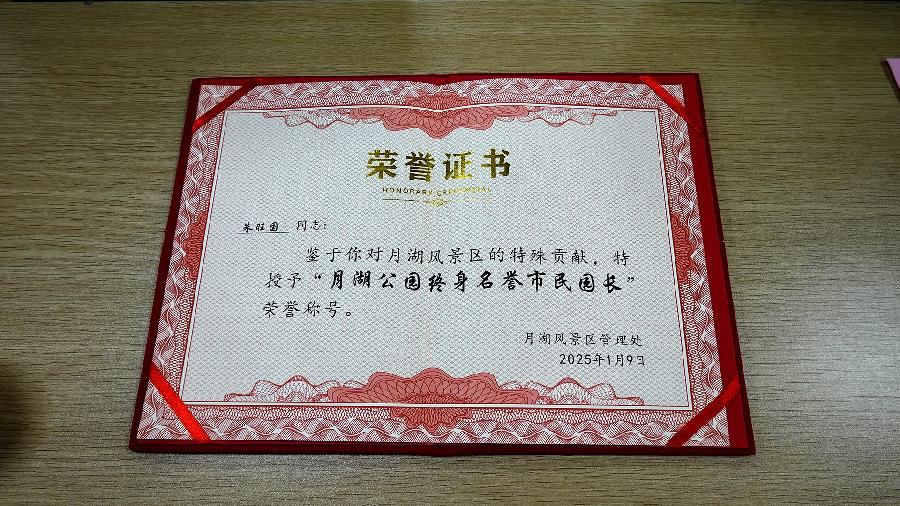 荣誉证书
HONORARY CREDENTIAL
朱旺国 同志:
鉴于你对月湖风景区的特殊贡献，特
授予“月湖公园终身名誉市民园长”
荣誉称号。
月湖风景区管理处
2025年1月9日